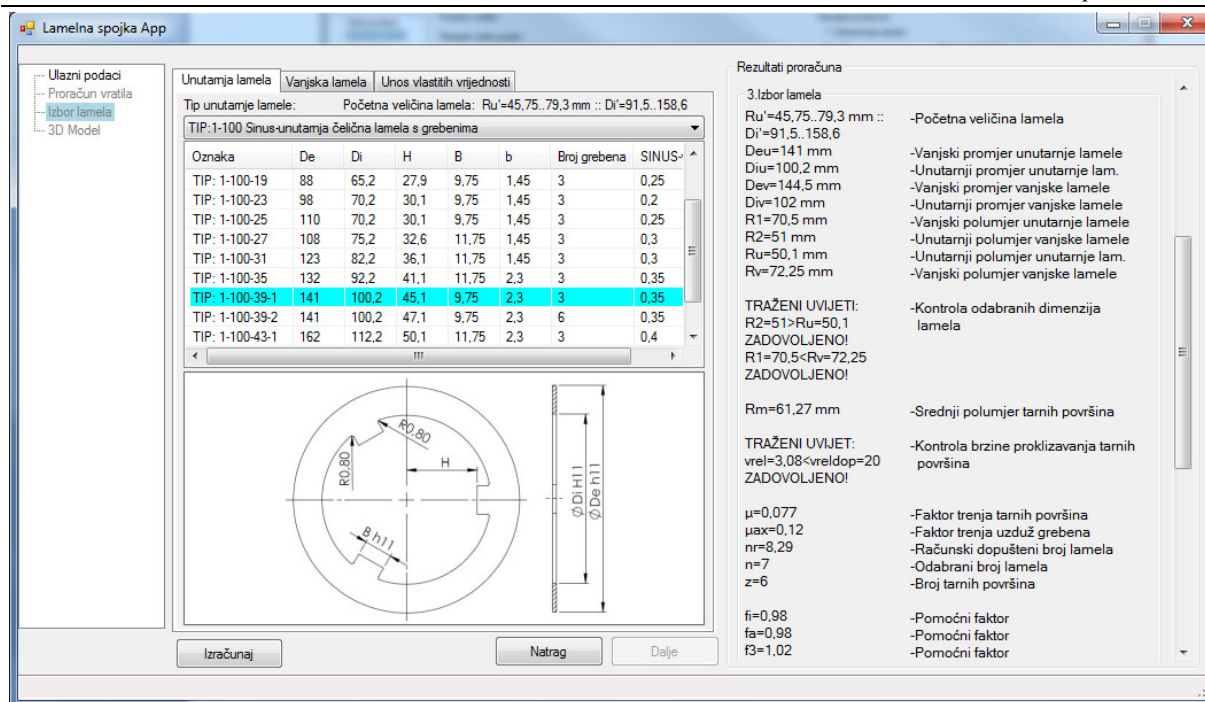 Lamelna spojka App
Ulazni podaci
Proračun vratila
Izbor lamela
3D Model
Unutarnja lamela Vanjska lamela Unos vlastitih vrijednosti
Tip unutarnje lamele: Početna veličina lamela: Ru'=45,75..79,3 mm :: Di'=91,5..158,6
TIP:1-100 Sinus-unutarnja čelična lamela s grebenima
Oznaka De Di H B b Broj grebena SINUS-
TIP: 1-100-19 88 65,2 27,9 9,75 1,45 3 0,25
TIP: 1-100-23 98 70,2 30,1 9,75 1,45 3 0,2
TIP: 1-100-25 110 70,2 30,1 9,75 1,45 3 0,25
TIP: 1-100-27 108 75,2 32,6 11,75 1,45 3 0,3
TIP: 1-100-31 123 82,2 36,1 11,75 1,45 3 0,3
TIP: 1-100-35 132 92,2 41,1 11,75 2,3 3 0,35
TIP: 1-100-39-1 141 100,2 45,1 9,75 2,3 3 0,35
TIP: 1-100-39-2 141 100,2 47,1 9,75 2,3 6 0,35
TIP: 1-100-43-1 162 112,2 50,1 11,75 2,3 3 0,4
R0,80
R0,80
H
B h11
Ø Di H11
Ø De h11
Izračunaj
Natrag
Dalje
Rezultati proračuna
3.Izbor lamela
Ru'=45,75..79,3 mm :: -Početna veličina lamela
Di'=91,5..158,6
Deu=141 mm -Vanjski promjer unutarnje lamele
Diu=100,2 mm -Unutarnji promjer unutarnje lam.
Dev=144,5 mm -Vanjski promjer vanjske lamele
Div=102 mm -Unutarnji promjer vanjske lamele
R1=70,5 mm -Vanjski polumjer unutarnje lamele
R2=51 mm -Unutarnji polumjer vanjske lamele
Ru=50,1 mm -Unutarnji polumjer unutarnje lam.
Rv=72,25 mm -Vanjski polumjer vanjske lamele
TRAŽENI UVIJETI: -Kontrola odabranih dimenzija
R2=51>Ru=50,1 lamela
ZADOVOLJENO!
R1=70,5<Rv=72,25
ZADOVOLJENO!
Rm=61,27 mm -Srednji polumjer tarnih površina
TRAŽENI UVIJET: -Kontrola brzine proklizavanja tarnih
vrel=3,08<vreldop=20 površina
ZADOVOLJENO!
µ=0,077 -Faktor trenja tarnih površina
µax=0,12 -Faktor trenja uzduž grebena
nr=8,29 -Računski dopušteni broj lamela
n=7 -Odabrani broj lamela
z=6 -Broj tarnih površina
fi=0,98 -Pomoćni faktor
fa=0,98 -Pomoćni faktor
f3=1,02 -Pomoćni faktor